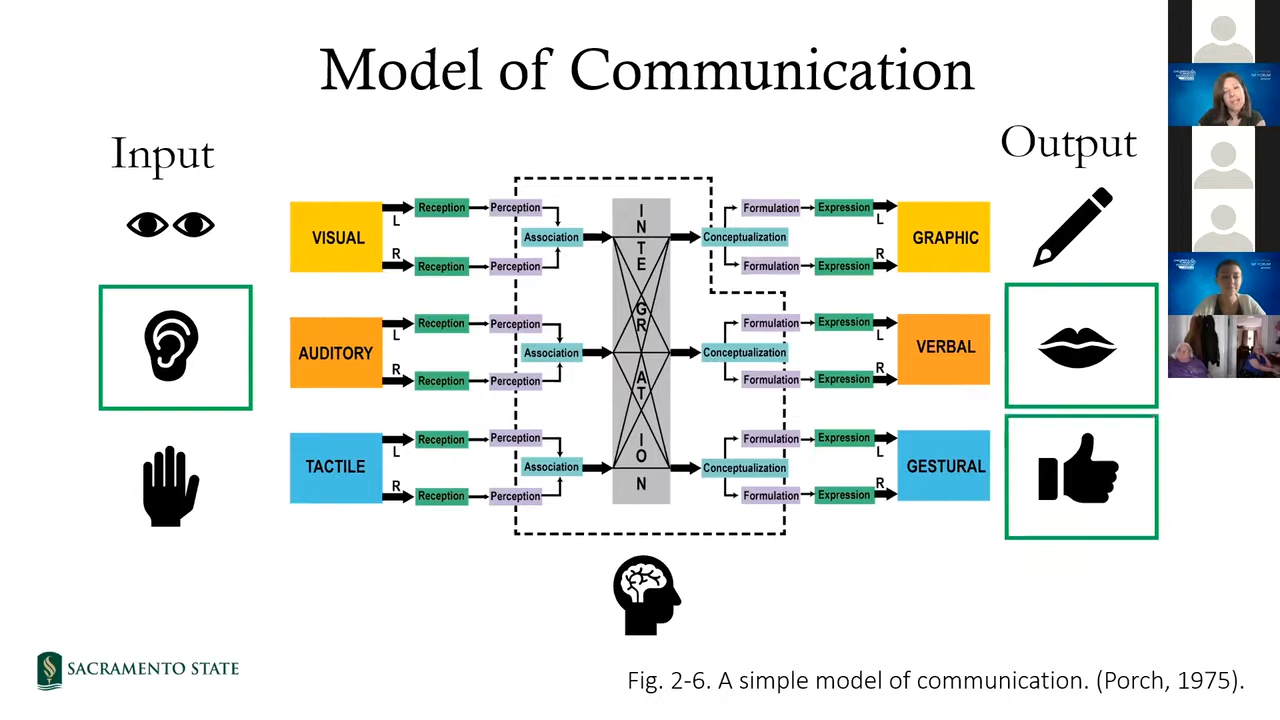 Model of Communication
Input
Output
VISUAL
L
R
Reception
Perception
Reception
Perception
Association
AUDITORY
L
R
Reception
Perception
Reception
Perception
Association
TACTILE
L
R
Reception
Perception
Reception
Perception
Association
INTEGRATION
Conceptualization
Formulation
Expression
Formulation
Expression
L
R
GRAPHIC
Conceptualization
Formulation
Expression
Formulation
Expression
L
R
VERBAL
Conceptualization
Formulation
Expression
Formulation
Expression
L
R
GESTURAL
SACRAMENTO STATE
Fig. 2-6. A simple model of communication. (Porch, 1975).